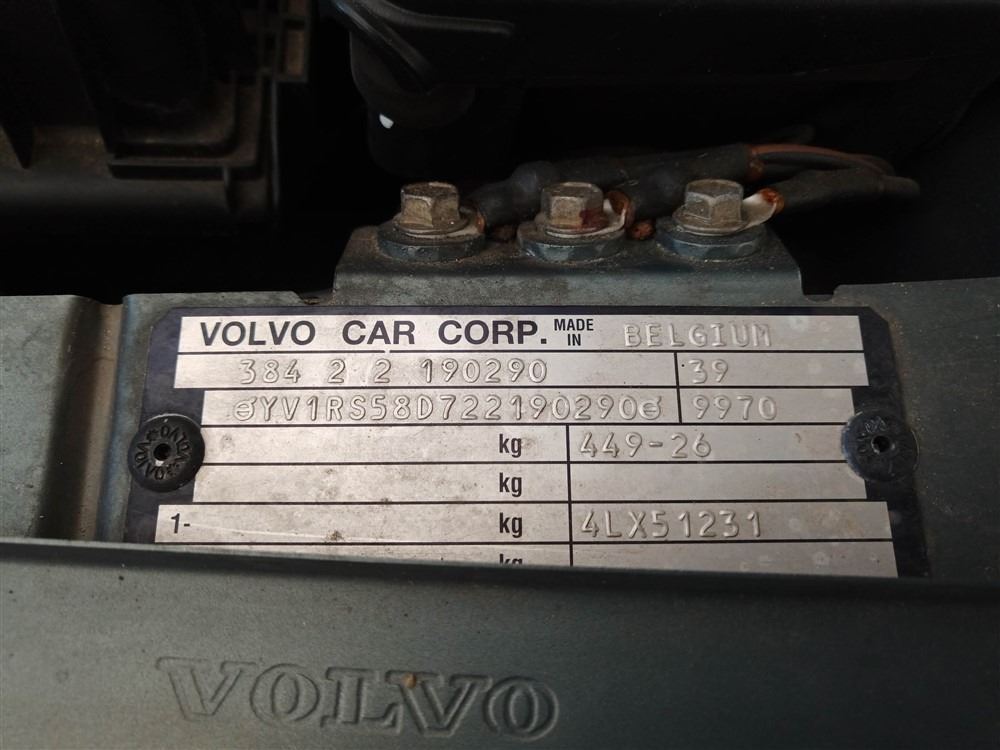 VOLVO CAR CORP. MADE IN BELGIUM
384 2 2 190290 39
YV1RS58D722190290 9970
kg 449-26
kg
1- kg 4LX51231
VOLVO